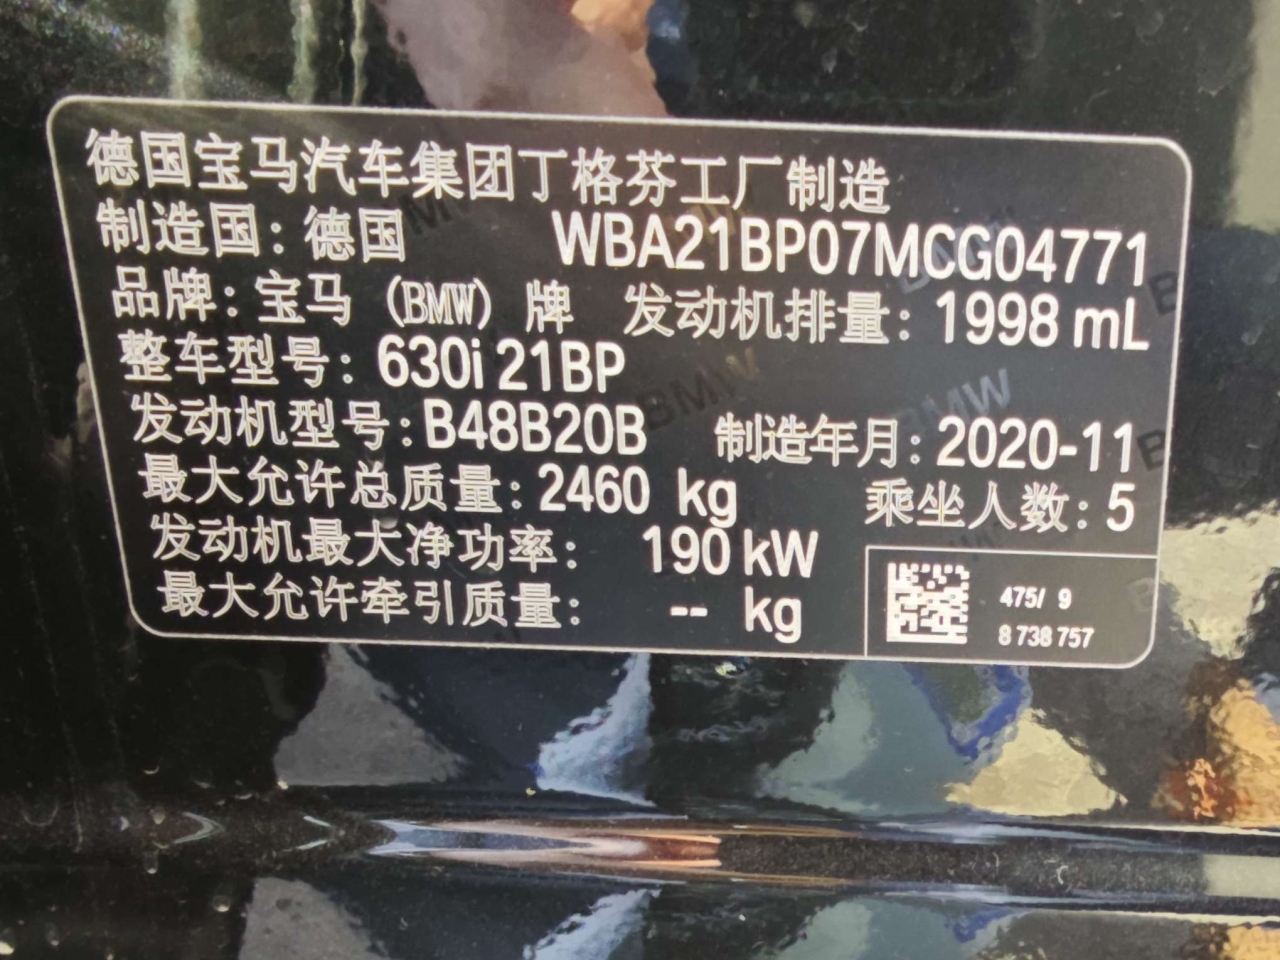 德国宝马汽车集团丁格芬工厂制造
制造国：德国 WBA21BP07MCG04771
品牌：宝马（BMW）牌 发动机排量：1998 mL
整车型号：630i 21BP
发动机型号：B48B20B 制造年月：2020-11
最大允许总质量：2460 kg 乘坐人数：5
发动机最大净功率： 190 kW
最大允许牵引质量： -- kg
475/ 9
8 738 757